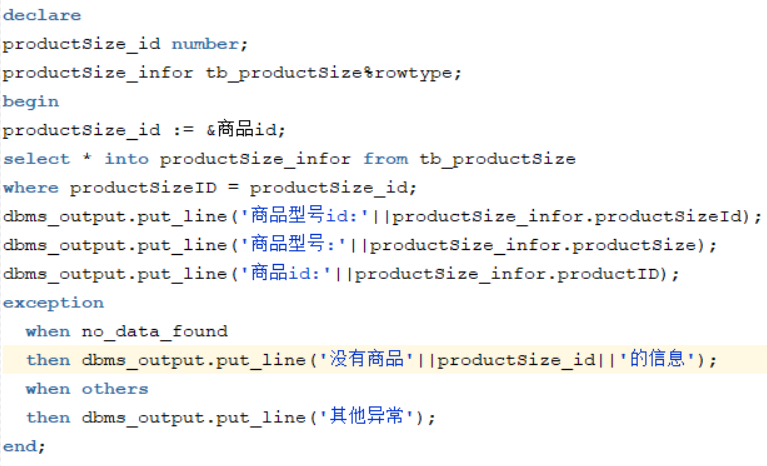 declare
productSize_id number;
productSize_infor tb_productSize%rowtype;
begin
productSize_id := &商品id;
select * into productSize_infor from tb_productSize
where productSizeID = productSize_id;
dbms_output.put_line('商品型号id:'||productSize_infor.productSizeId);
dbms_output.put_line('商品型号:'||productSize_infor.productSize);
dbms_output.put_line('商品id:'||productSize_infor.productID);
exception
  when no_data_found
  then dbms_output.put_line('没有商品'||productSize_id||'的信息');
  when others
  then dbms_output.put_line('其他异常');
end;